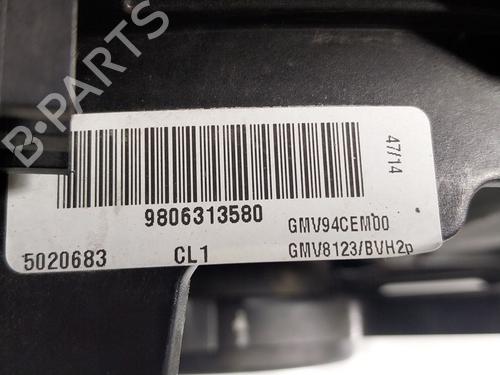 B-PARTS
47/14
9806313580
GMV94CEM00
5020683 CL1 GMV8123/BVH2p